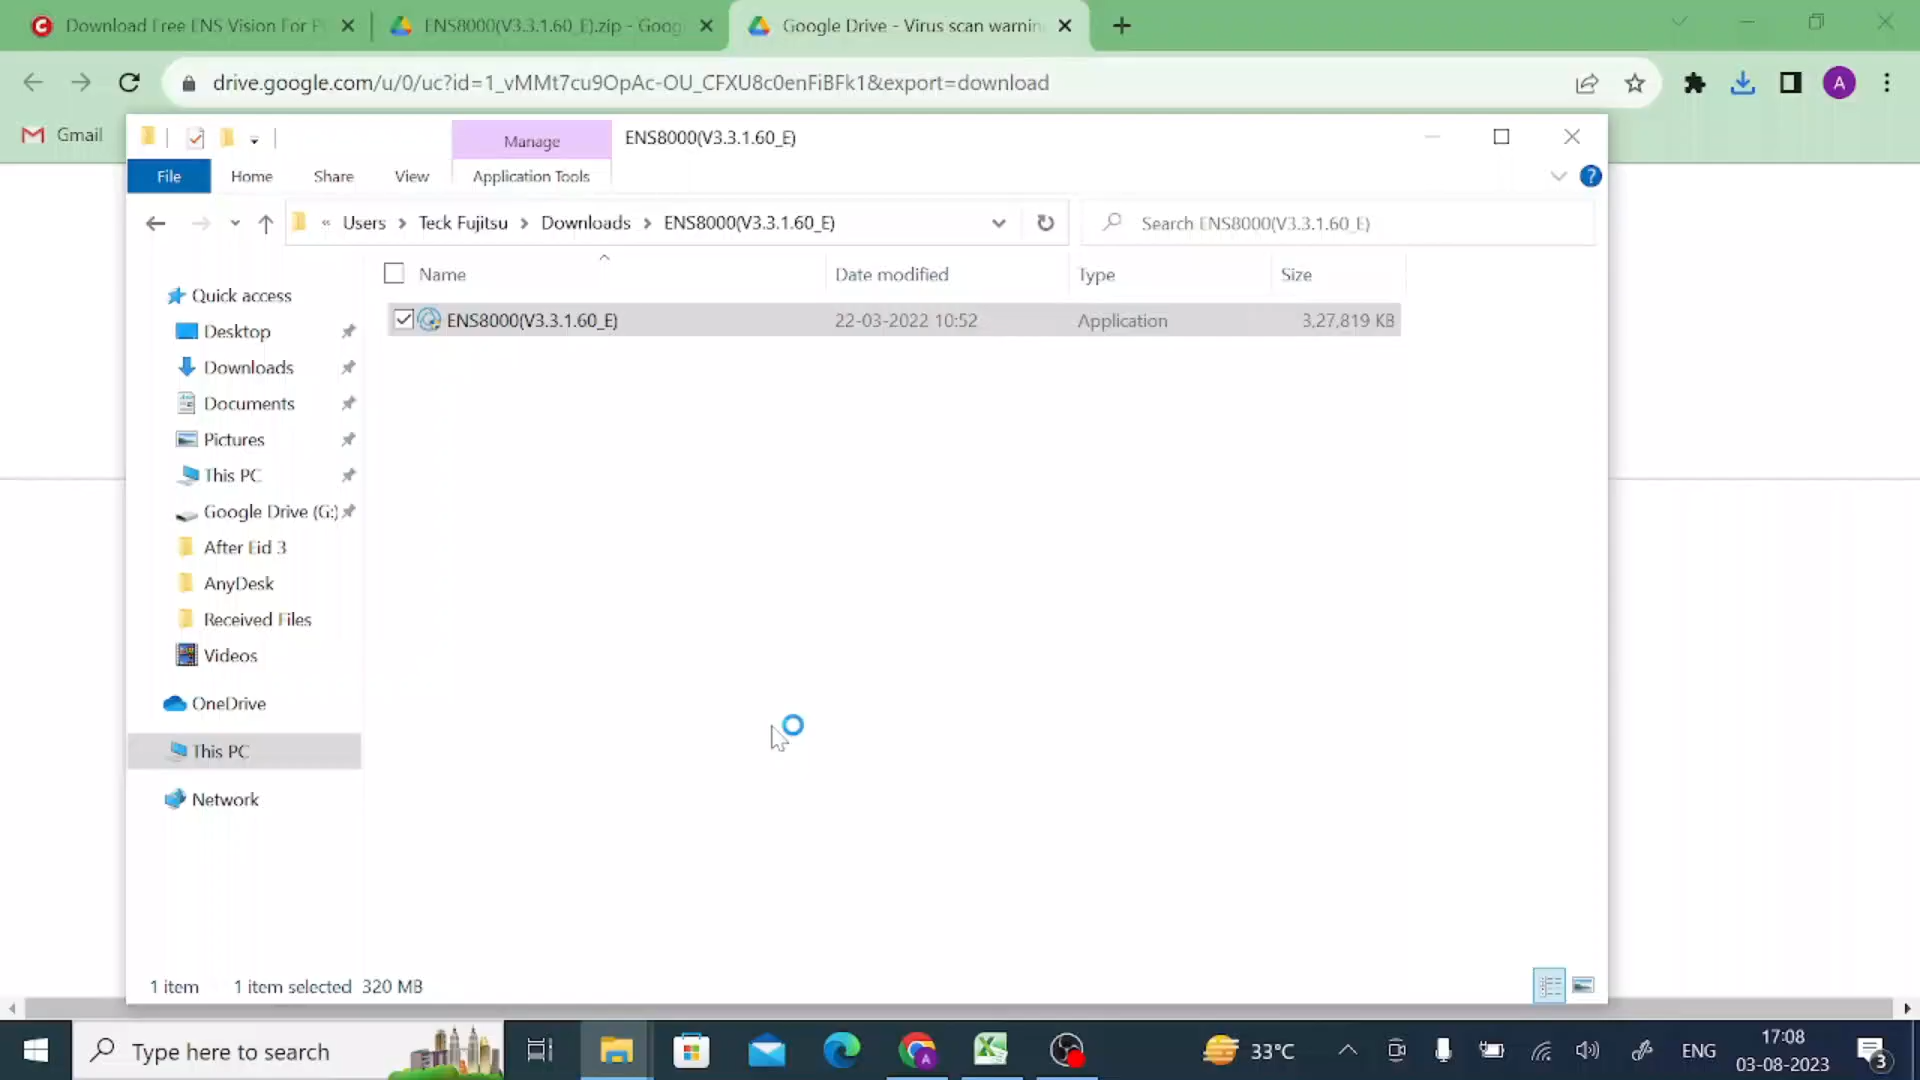 Download Free ENS Vision For P
ENS8000(V3.3.1.60_E).zip - Goog
Google Drive - Virus scan warnin
drive.google.com/u/0/uc?id=1_vMMt7cu9OpAc-OU_CFXU8c0enFiBFk1&export=download
A
Gmail
Manage
ENS8000(V3.3.1.60_E)
File
Home
Share
View
Application Tools
?
« Users > Teck Fujitsu > Downloads > ENS8000(V3.3.1.60_E)
Search ENS8000(V3.3.1.60_E)
Name
Date modified
Type
Size
ENS8000(V3.3.1.60_E)
22-03-2022 10:52
Application
3,27,819 KB
Quick access
Desktop
Downloads
Documents
Pictures
This PC
Google Drive (G:)
After Eid 3
AnyDesk
Received Files
Videos
OneDrive
This PC
Network
1 item
1 item selected 320 MB
Type here to search
A
33°C
ENG
17:08
03-08-2023
3